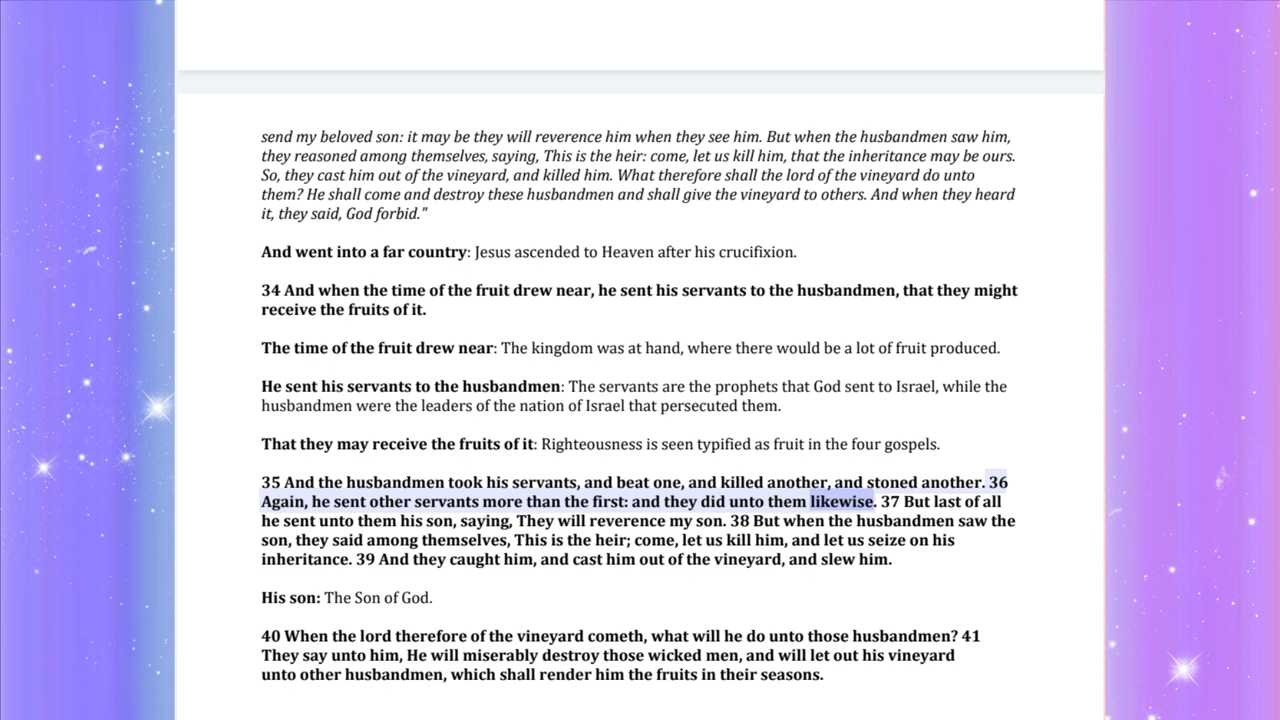 send my beloved son: it may be they will reverence him when they see him. But when the husbandmen saw him,
they reasoned among themselves, saying, This is the heir: come, let us kill him, that the inheritance may be ours.
So, they cast him out of the vineyard, and killed him. What therefore shall the lord of the vineyard do unto
them? He shall come and destroy these husbandmen and shall give the vineyard to others. And when they heard
it, they said, God forbid."
And went into a far country: Jesus ascended to Heaven after his crucifixion.
34 And when the time of the fruit drew near, he sent his servants to the husbandmen, that they might
receive the fruits of it.
The time of the fruit drew near: The kingdom was at hand, where there would be a lot of fruit produced.
He sent his servants to the husbandmen: The servants are the prophets that God sent to Israel, while the
husbandmen were the leaders of the nation of Israel that persecuted them.
That they may receive the fruits of it: Righteousness is seen typified as fruit in the four gospels.
35 And the husbandmen took his servants, and beat one, and killed another, and stoned another. 36
Again, he sent other servants more than the first: and they did unto them likewise. 37 But last of all
he sent unto them his son, saying, They will reverence my son. 38 But when the husbandmen saw the
son, they said among themselves, This is the heir; come, let us kill him, and let us seize on his
inheritance. 39 And they caught him, and cast him out of the vineyard, and slew him.
His son: The Son of God.
40 When the lord therefore of the vineyard cometh, what will he do unto those husbandmen? 41
They say unto him, He will miserably destroy those wicked men, and will let out his vineyard
unto other husbandmen, which shall render him the fruits in their seasons.